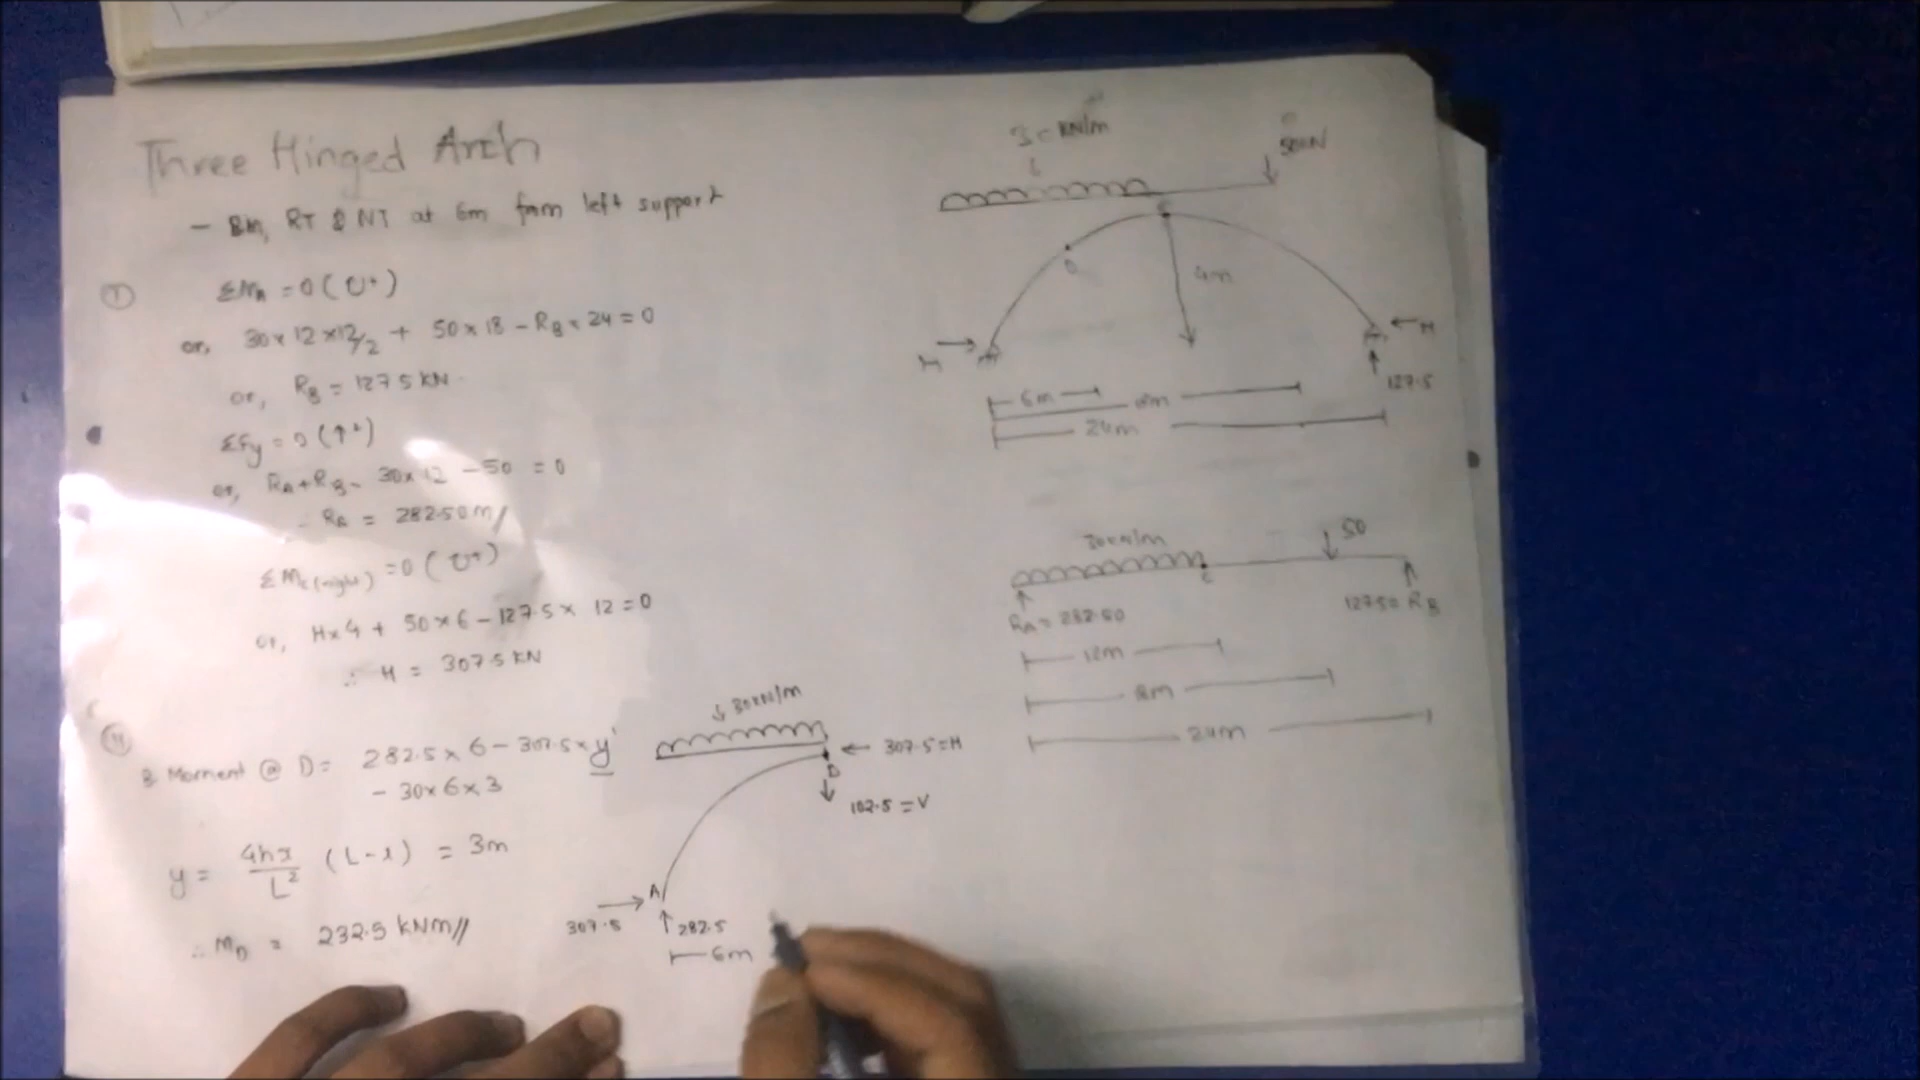 Three Hinged Arch
- BM, RT & NT at 6m from left support
I
ΣMA = 0 (↻+)
or, 30 x 12 x 12/2 + 50 x 18 - RB x 24 = 0
or, RB = 127.5 kN
ΣFy = 0 (↑+)
or, RA + RB - 30 x 12 - 50 = 0
RA = 282.50 m//
ΣMc(right) = 0 (↻+)
or, H x 4 + 50 x 6 - 127.5 x 12 = 0
∴ H = 307.5 KN
II
B Moment @ D = 282.5 x 6 - 307.5 x y
- 30 x 6 x 3
y = 4hx/L² (L-x) = 3m
∴ MD = 232.5 kNm//
↓ 30 KN/m
← 307.5 = H
D
↓ 102.5 = V
A
307.5 →
↑ 282.5
6m
30 KN/m
50KN
C
D
4m
H →
← H
↑ 127.5
6m
24m
30KN/m
↓ 50
C
RA = 282.50
127.50 RB
12m
18m
24m